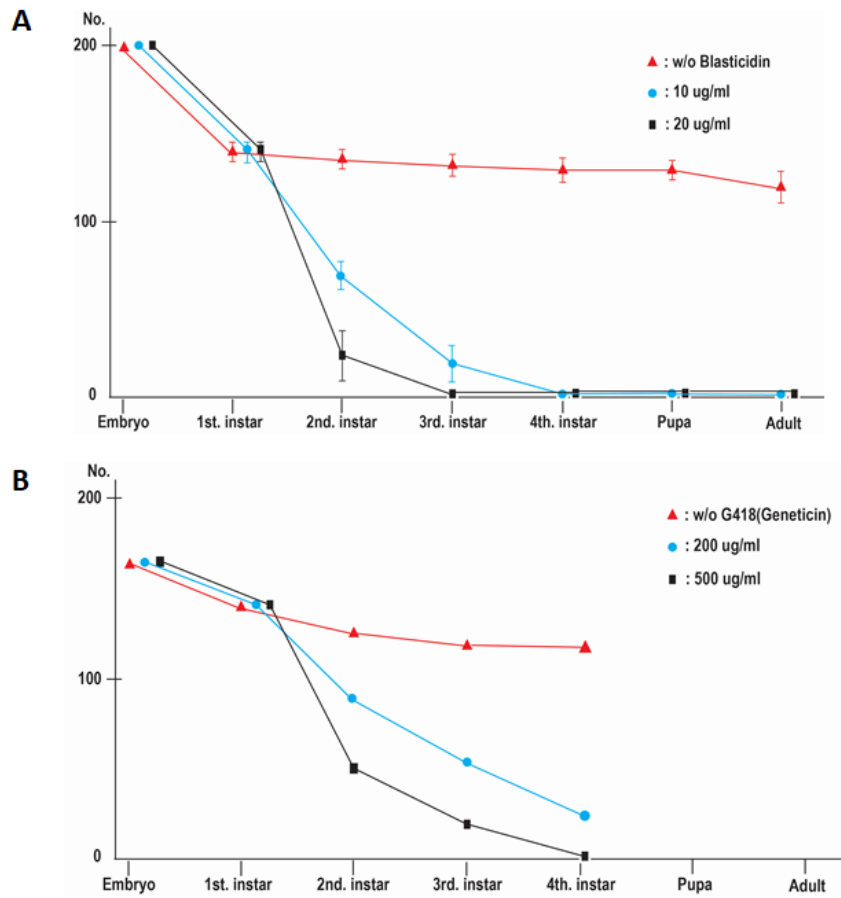 A
No.
200
100
0
: w/o Blasticidin
: 10 ug/ml
: 20 ug/ml
Embryo 1st. instar 2nd. instar 3rd. instar 4th. instar Pupa Adult
B
No.
200
100
0
: w/o G418(Geneticin)
: 200 ug/ml
: 500 ug/ml
Embryo 1st. instar 2nd. instar 3rd. instar 4th. instar Pupa Adult